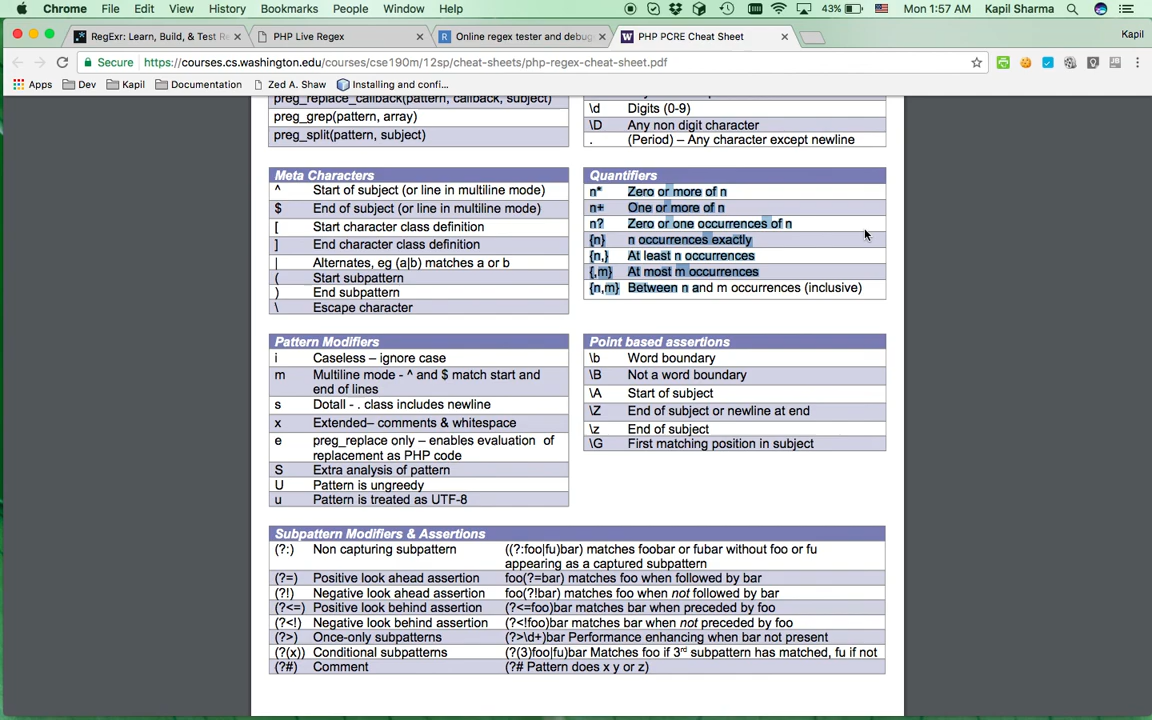 Chrome File Edit View History Bookmarks People Window Help 43% Mon 1:57 AM Kapil Sharma
RegExr: Learn, Build, & Test Re PHP Live Regex Online regex tester and debug PHP PCRE Cheat Sheet Kapil
Secure https://courses.cs.washington.edu/courses/cse190m/12sp/cheat-sheets/php-regex-cheat-sheet.pdf
Apps Dev Kapil Documentation Zed A. Shaw Installing and confi...
preg_replace_callback(pattern, callback, subject)
preg_grep(pattern, array)
preg_split(pattern, subject)
\d Digits (0-9)
\D Any non digit character
. (Period) – Any character except newline
Meta Characters
^ Start of subject (or line in multiline mode)
$ End of subject (or line in multiline mode)
[ Start character class definition
] End character class definition
| Alternates, eg (a|b) matches a or b
( Start subpattern
) End subpattern
\ Escape character
Quantifiers
n* Zero or more of n
n+ One or more of n
n? Zero or one occurrences of n
{n} n occurrences exactly
{n,} At least n occurrences
{,m} At most m occurrences
{n,m} Between n and m occurrences (inclusive)
Pattern Modifiers
i Caseless – ignore case
m Multiline mode - ^ and $ match start and
end of lines
s Dotall - . class includes newline
x Extended– comments & whitespace
e preg_replace only – enables evaluation of
replacement as PHP code
S Extra analysis of pattern
U Pattern is ungreedy
u Pattern is treated as UTF-8
Point based assertions
\b Word boundary
\B Not a word boundary
\A Start of subject
\Z End of subject or newline at end
\z End of subject
\G First matching position in subject
Subpattern Modifiers & Assertions
(?:) Non capturing subpattern ((?:foo|fu)bar) matches foobar or fubar without foo or fu
appearing as a captured subpattern
(?=) Positive look ahead assertion foo(?=bar) matches foo when followed by bar
(?!) Negative look ahead assertion foo(?!bar) matches foo when not followed by bar
(?<=) Positive look behind assertion (?<=foo)bar matches bar when preceded by foo
(?<!) Negative look behind assertion (?<!foo)bar matches bar when not preceded by foo
(?>) Once-only subpatterns (?>\d+)bar Performance enhancing when bar not present
(?(x)) Conditional subpatterns (?(3)foo|fu)bar Matches foo if 3rd subpattern has matched, fu if not
(?#) Comment (?# Pattern does x y or z)